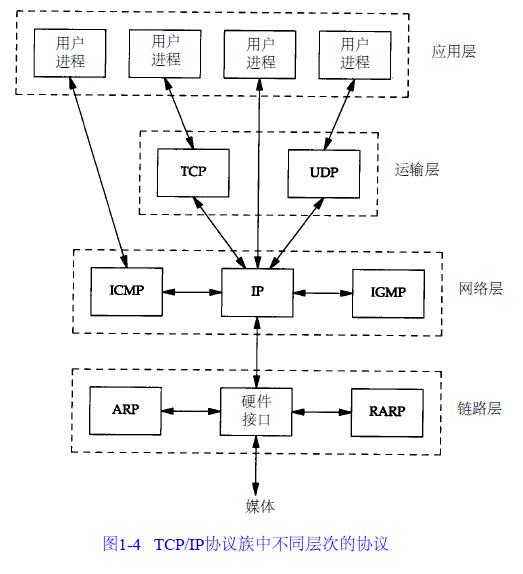 用户
进程
用户
进程
用户
进程
用户
进程
应用层
TCP
UDP
运输层
ICMP
IP
IGMP
网络层
ARP
硬件
接口
RARP
链路层
媒体
图1-4 TCP/IP协议族中不同层次的协议